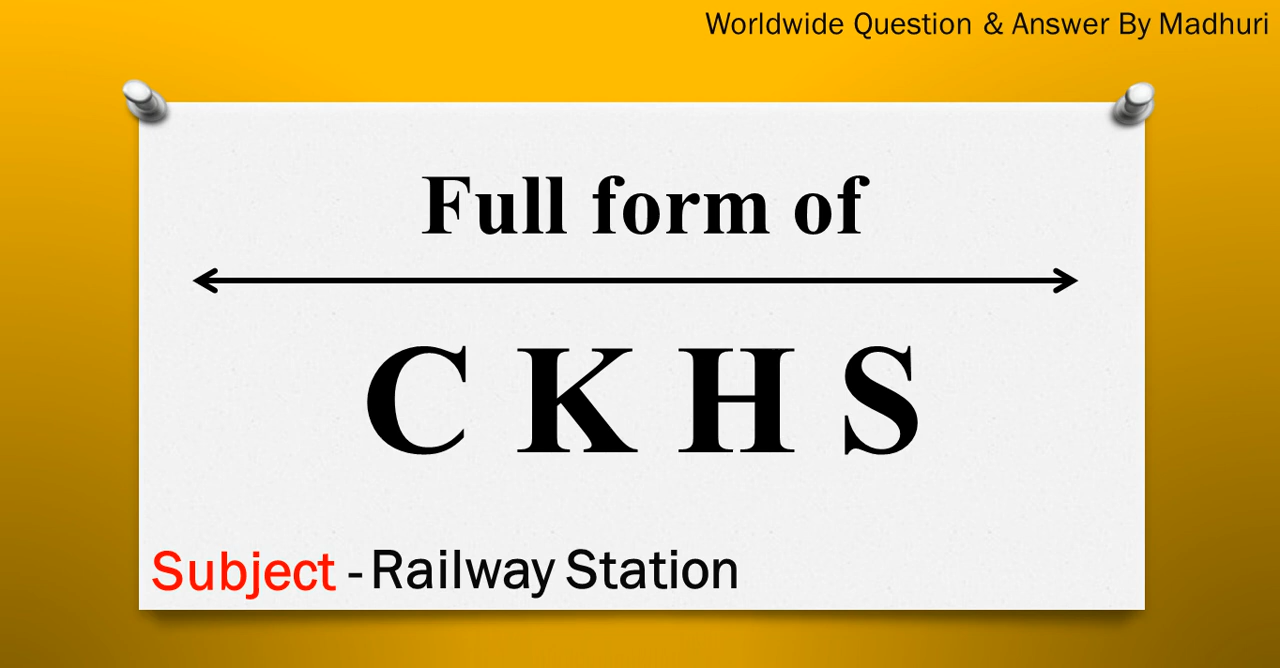 Worldwide Question & Answer By Madhuri
Full form of
C K H S
Subject - Railway Station